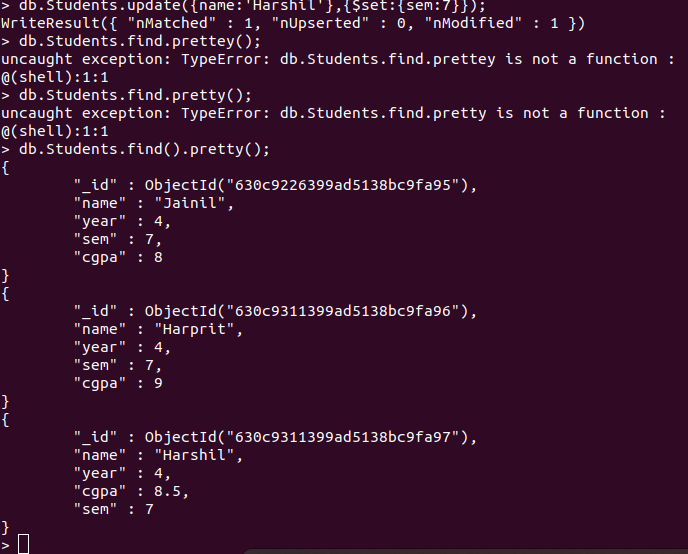 > db.Students.update({name:'Harshil'},{$set:{sem:7}});
WriteResult({ "nMatched" : 1, "nUpserted" : 0, "nModified" : 1 })
> db.Students.find.prettey();
uncaught exception: TypeError: db.Students.find.prettey is not a function :
@(shell):1:1
> db.Students.find.pretty();
uncaught exception: TypeError: db.Students.find.pretty is not a function :
@(shell):1:1
> db.Students.find().pretty();
{
        "_id" : ObjectId("630c9226399ad5138bc9fa95"),
        "name" : "Jainil",
        "year" : 4,
        "sem" : 7,
        "cgpa" : 8
}
{
        "_id" : ObjectId("630c9311399ad5138bc9fa96"),
        "name" : "Harprit",
        "year" : 4,
        "sem" : 7,
        "cgpa" : 9
}
{
        "_id" : ObjectId("630c9311399ad5138bc9fa97"),
        "name" : "Harshil",
        "year" : 4,
        "cgpa" : 8.5,
        "sem" : 7
}
>